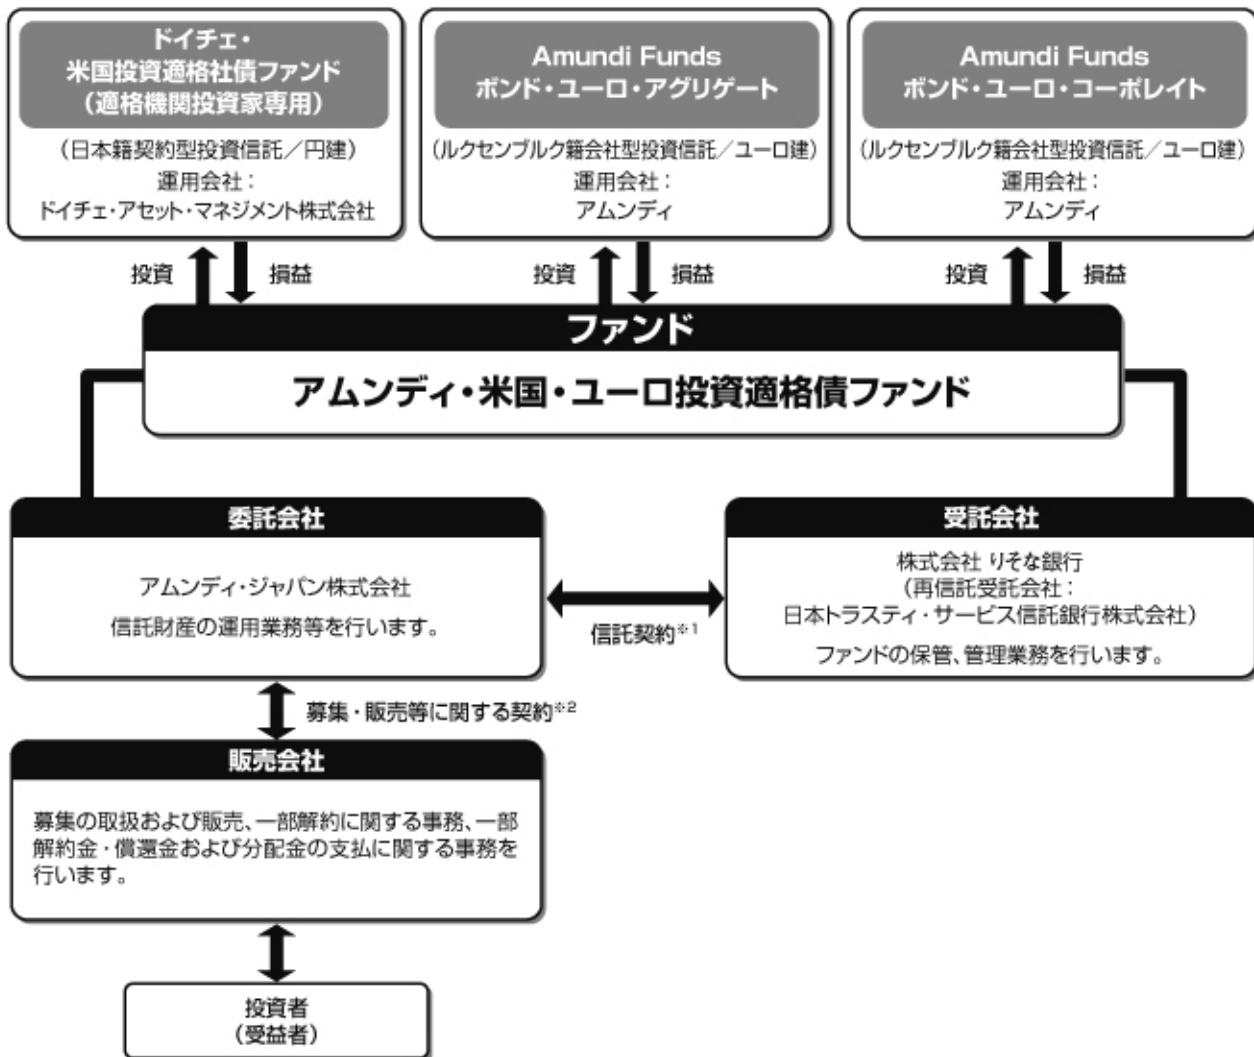 ドイチェ・
米国投資適格社債ファンド
(適格機関投資家専用)
(日本籍契約型投資信託/円建)
運用会社:
ドイチェ・アセット・マネジメント株式会社
Amundi Funds
ボンド・ユーロ・アグリゲート
(ルクセンブルク籍会社型投資信託/ユーロ建)
運用会社:
アムンディ
Amundi Funds
ボンド・ユーロ・コーポレイト
(ルクセンブルク籍会社型投資信託/ユーロ建)
運用会社:
アムンディ
投資
損益
投資
損益
投資
損益
ファンド
アムンディ・米国・ユーロ投資適格債ファンド
委託会社
アムンディ・ジャパン株式会社
信託財産の運用業務等を行います。
信託契約※1
受託会社
株式会社 りそな銀行
(再信託受託会社:
日本トラスティ・サービス信託銀行株式会社)
ファンドの保管、管理業務を行います。
募集・販売等に関する契約※2
販売会社
募集の取扱および販売、一部解約に関する事務、一部
解約金・償還金および分配金の支払に関する事務を
行います。
投資者
(受益者)